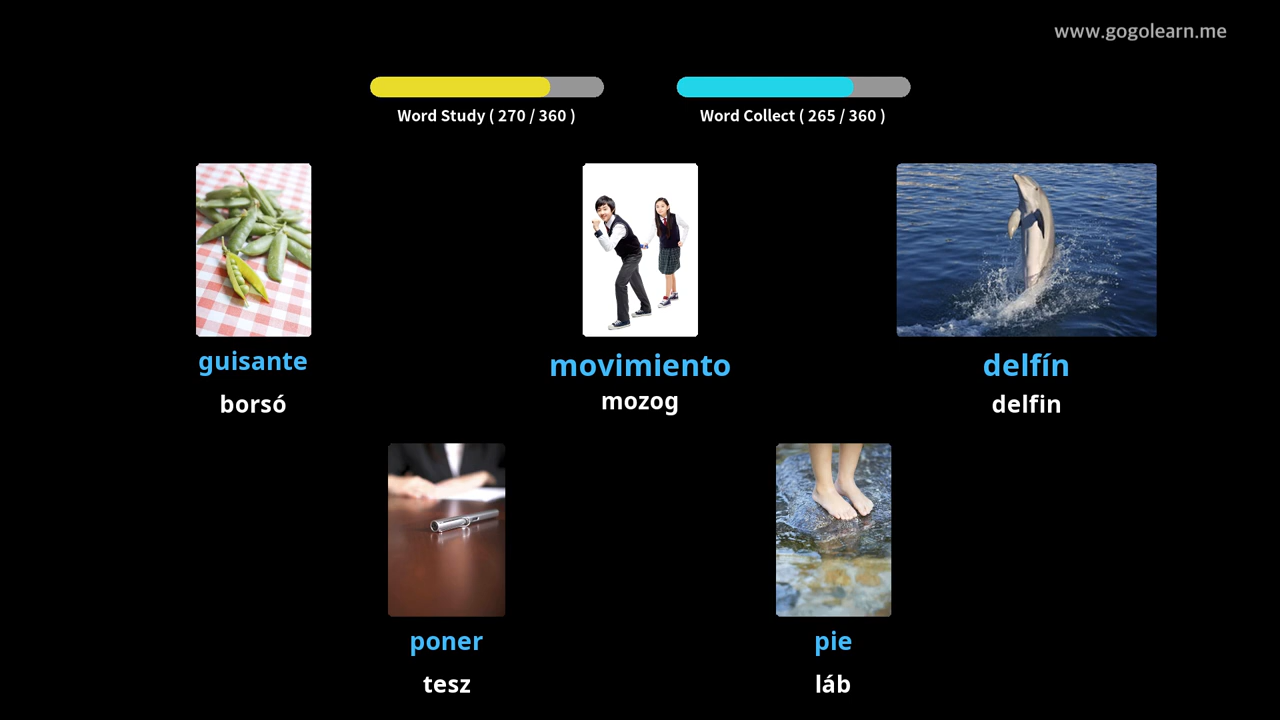 www.gogolearn.me
Word Study ( 270 / 360 )
Word Collect ( 265 / 360 )
guisante
movimiento
delfín
borsó
mozog
delfin
poner
pie
tesz
láb